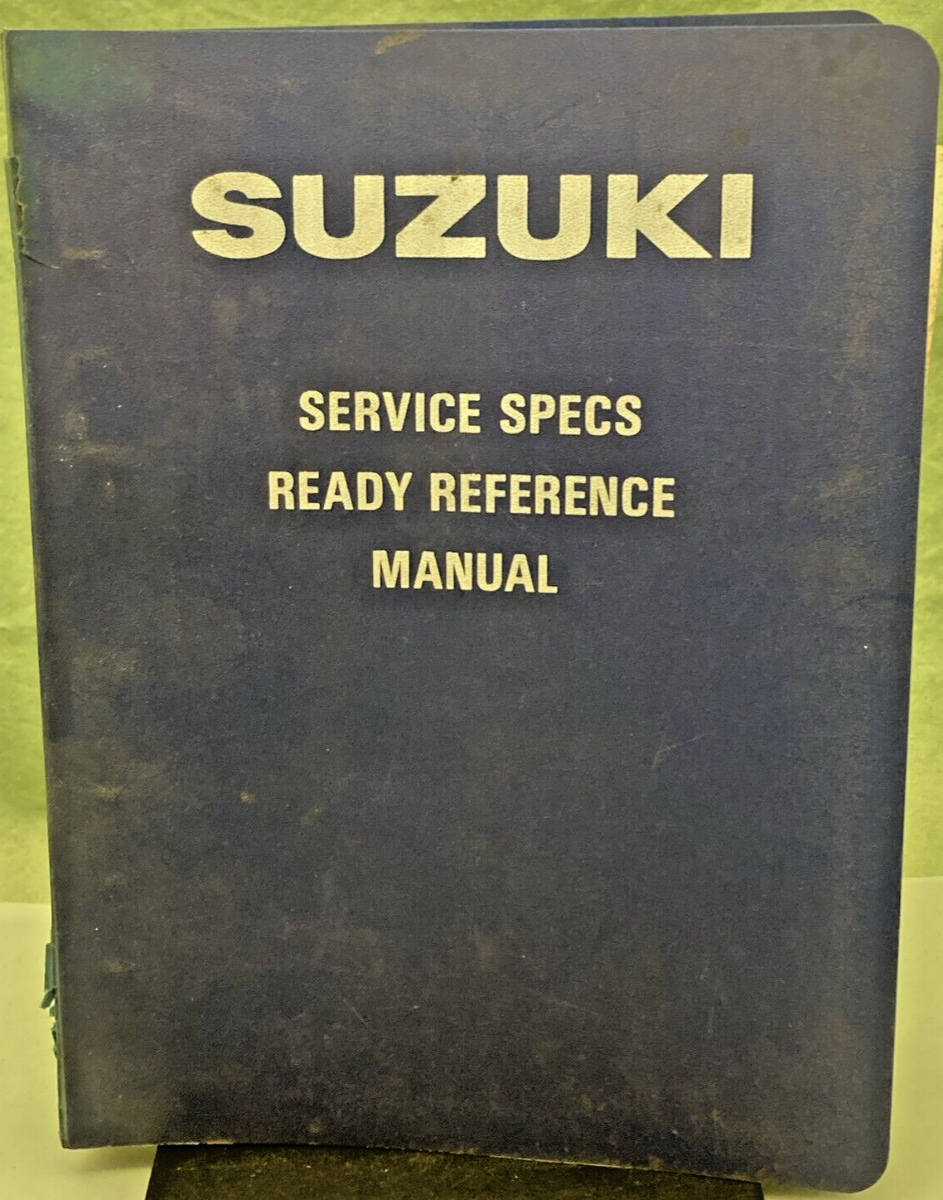 SUZUKI
SERVICE SPECS
READY REFERENCE
MANUAL